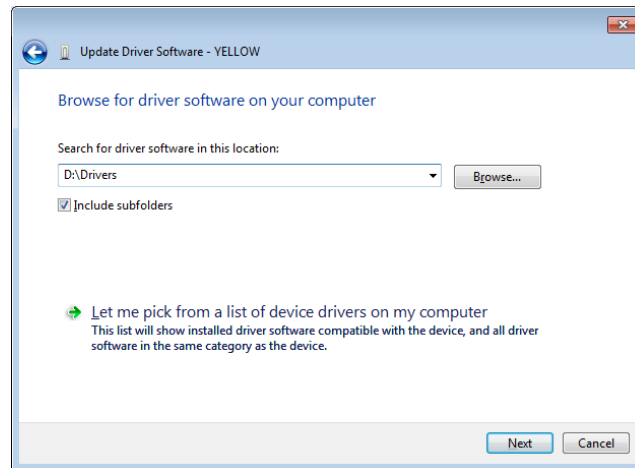 Update Driver Software - YELLOW
Browse for driver software on your computer
Search for driver software in this location:
D:\Drivers
Browse...
Include subfolders
Let me pick from a list of device drivers on my computer
This list will show installed driver software compatible with the device, and all driver
software in the same category as the device.
Next
Cancel